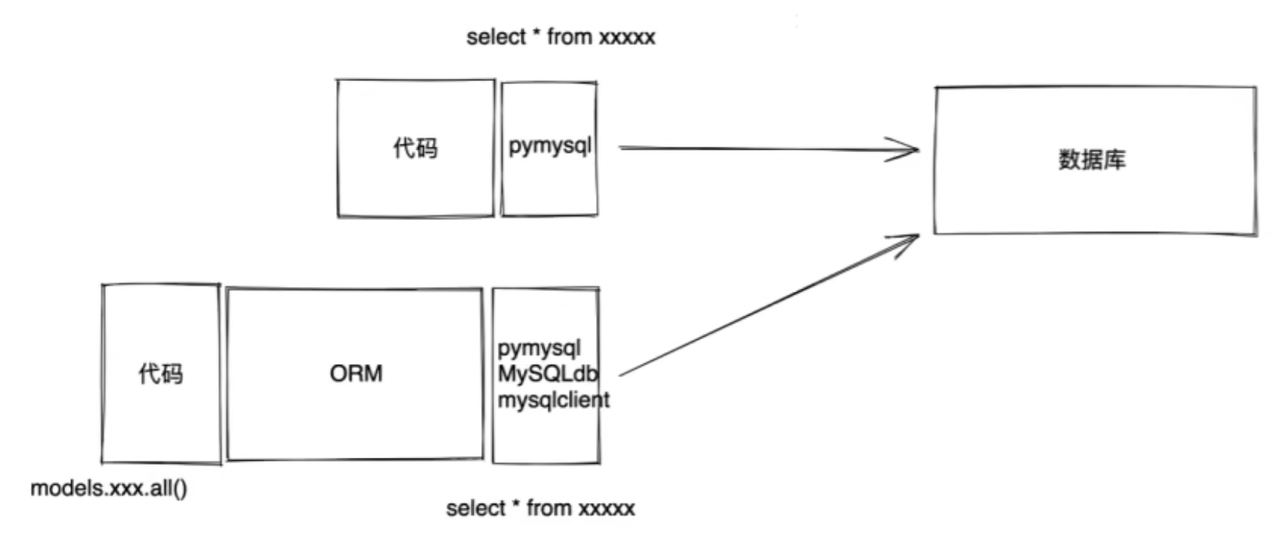 select * from xxxxx
代码
pymysql
数据库
代码
ORM
pymysql
MySQLdb
mysqlclient
models.xxx.all()
select * from xxxxx